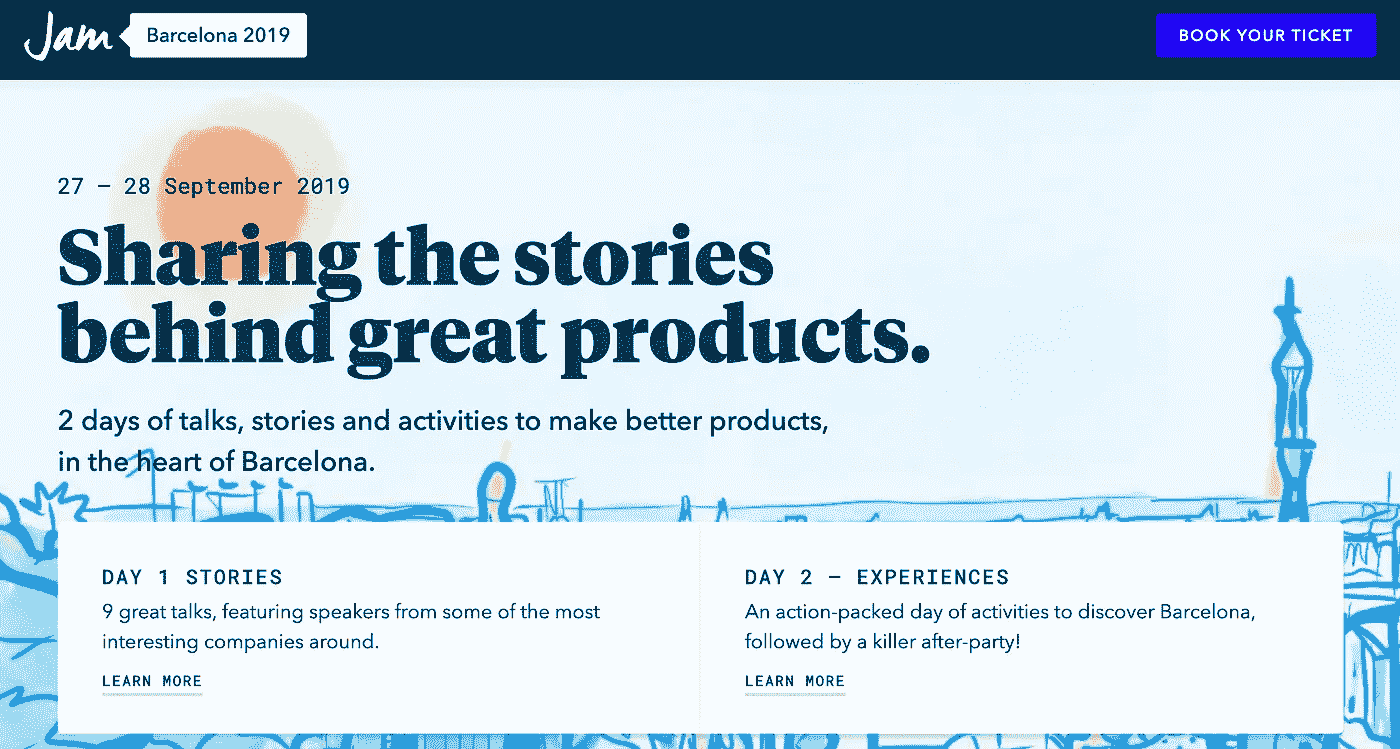 Jam
Barcelona 2019
BOOK YOUR TICKET
27 – 28 September 2019
Sharing the stories
behind great products.
2 days of talks, stories and activities to make better products,
in the heart of Barcelona.
DAY 1 STORIES
9 great talks, featuring speakers from some of the most
interesting companies around.
LEARN MORE
DAY 2 – EXPERIENCES
An action-packed day of activities to discover Barcelona,
followed by a killer after-party!
LEARN MORE